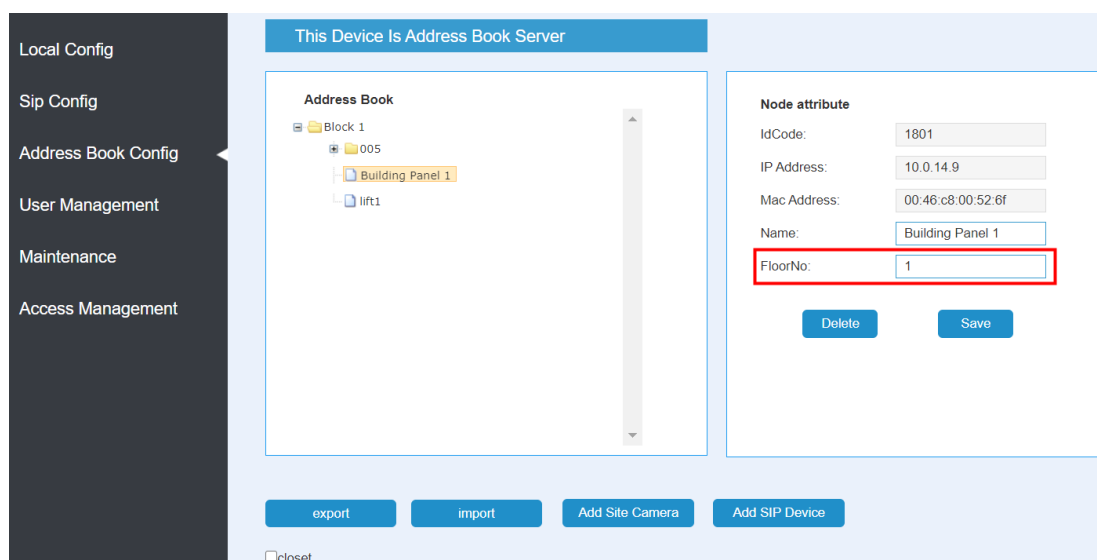 Local Config
Sip Config
Address Book Config
User Management
Maintenance
Access Management
This Device Is Address Book Server
Address Book
Block 1
005
Building Panel 1
lift1
Node attribute
IdCode: 1801
IP Address: 10.0.14.9
Mac Address: 00:46:c8:00:52:6f
Name: Building Panel 1
FloorNo: 1
Delete Save
export import Add Site Camera Add SIP Device
closet